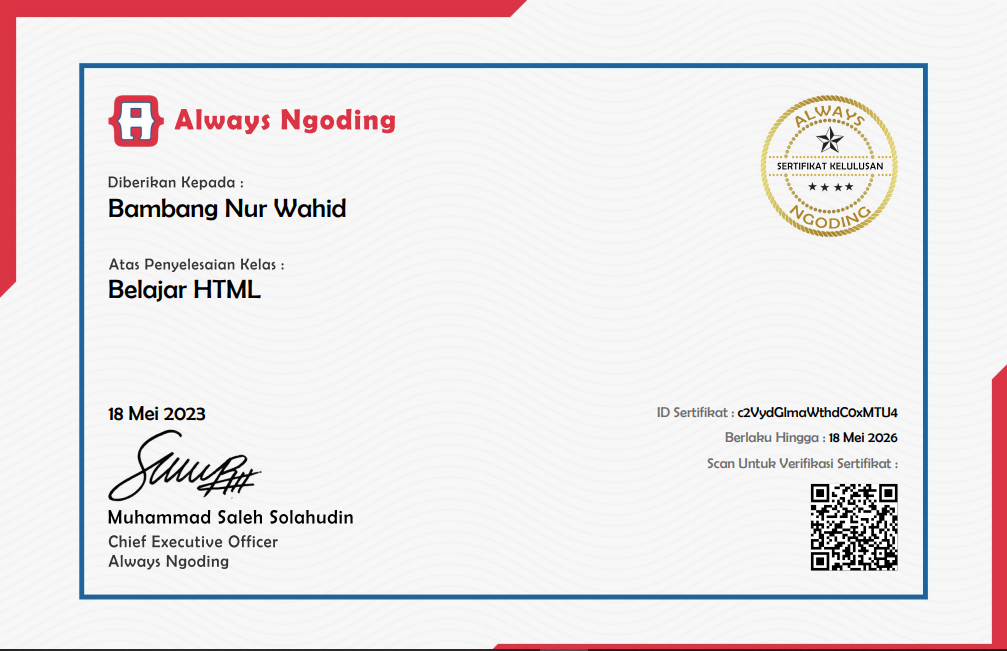 Always Ngoding
ALWAYS
SERTIFIKAT KELULUSAN
NGODING
Diberikan Kepada :
Bambang Nur Wahid
Atas Penyelesaian Kelas :
Belajar HTML
18 Mei 2023
Muhammad Saleh Solahudin
Chief Executive Officer
Always Ngoding
ID Sertifikat : c2VydGlmaWthdC0xMTU4
Berlaku Hingga : 18 Mei 2026
Scan Untuk Verifikasi Sertifikat :